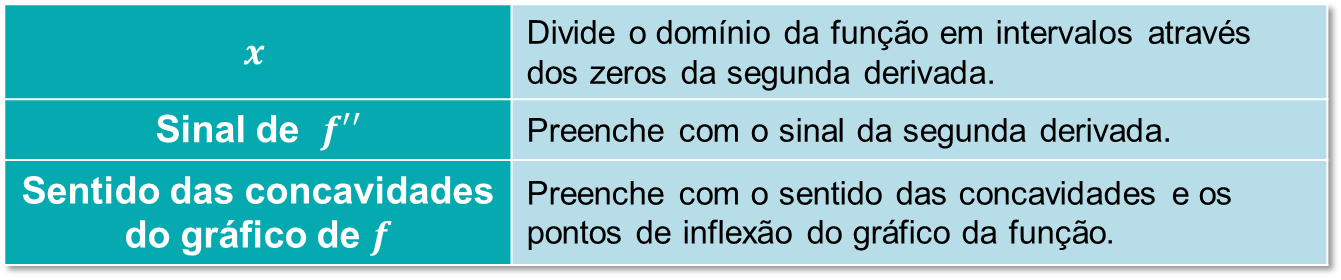 x
Divide o domínio da função em intervalos através
dos zeros da segunda derivada.
Sinal de f′′
Preenche com o sinal da segunda derivada.
Sentido das concavidades
do gráfico de f
Preenche com o sentido das concavidades e os
pontos de inflexão do gráfico da função.